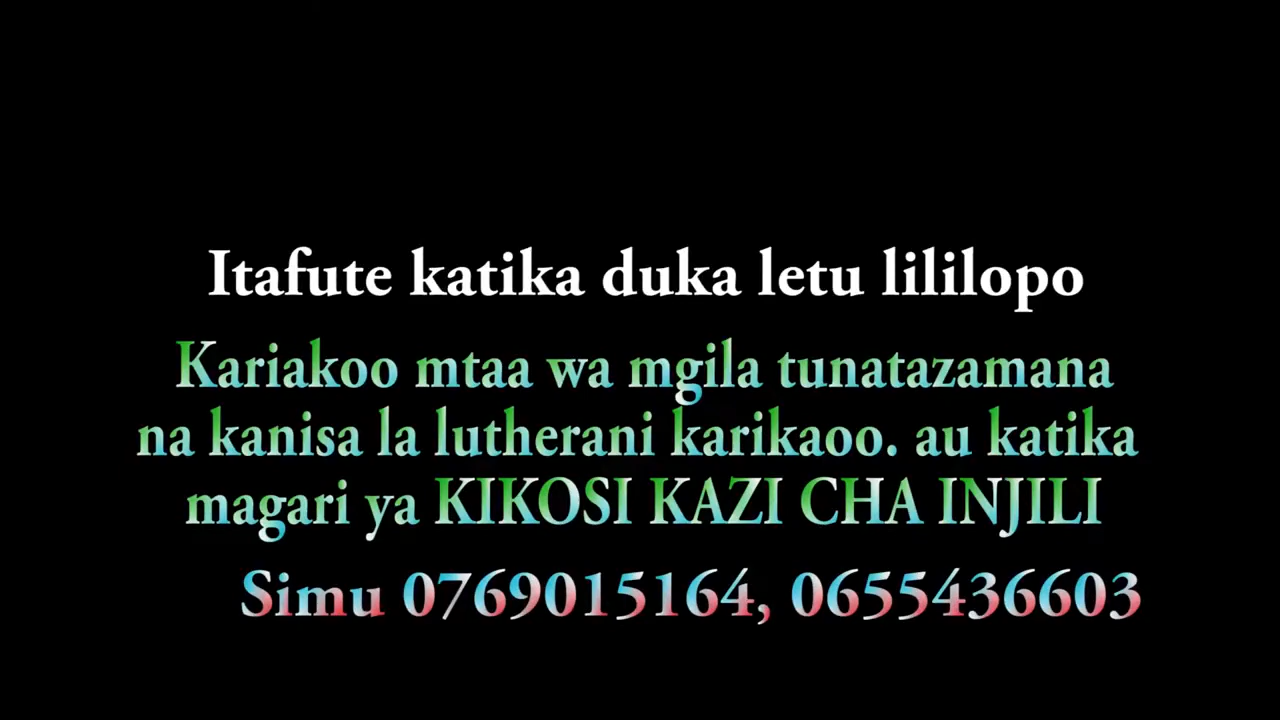 Itafute katika duka letu lililopo
Kariakoo mtaa wa mgila tunatazamana
na kanisa la lutherani karikaoo. au katika
magari ya KIKOSI KAZI CHA INJILI
Simu 0769015164, 0655436603